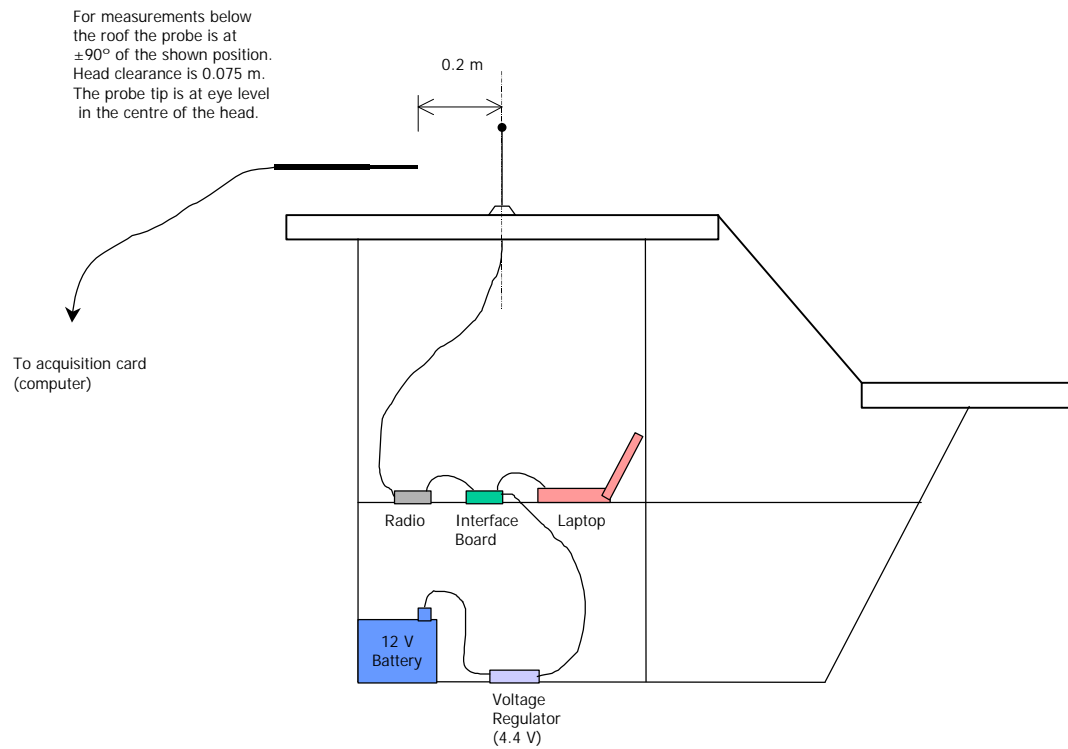 For measurements below
the roof the probe is at
±90° of the shown position.
Head clearance is 0.075 m.
The probe tip is at eye level
in the centre of the head.
0.2 m
To acquisition card
(computer)
Radio
Interface
Board
Laptop
12 V
Battery
Voltage
Regulator
(4.4 V)